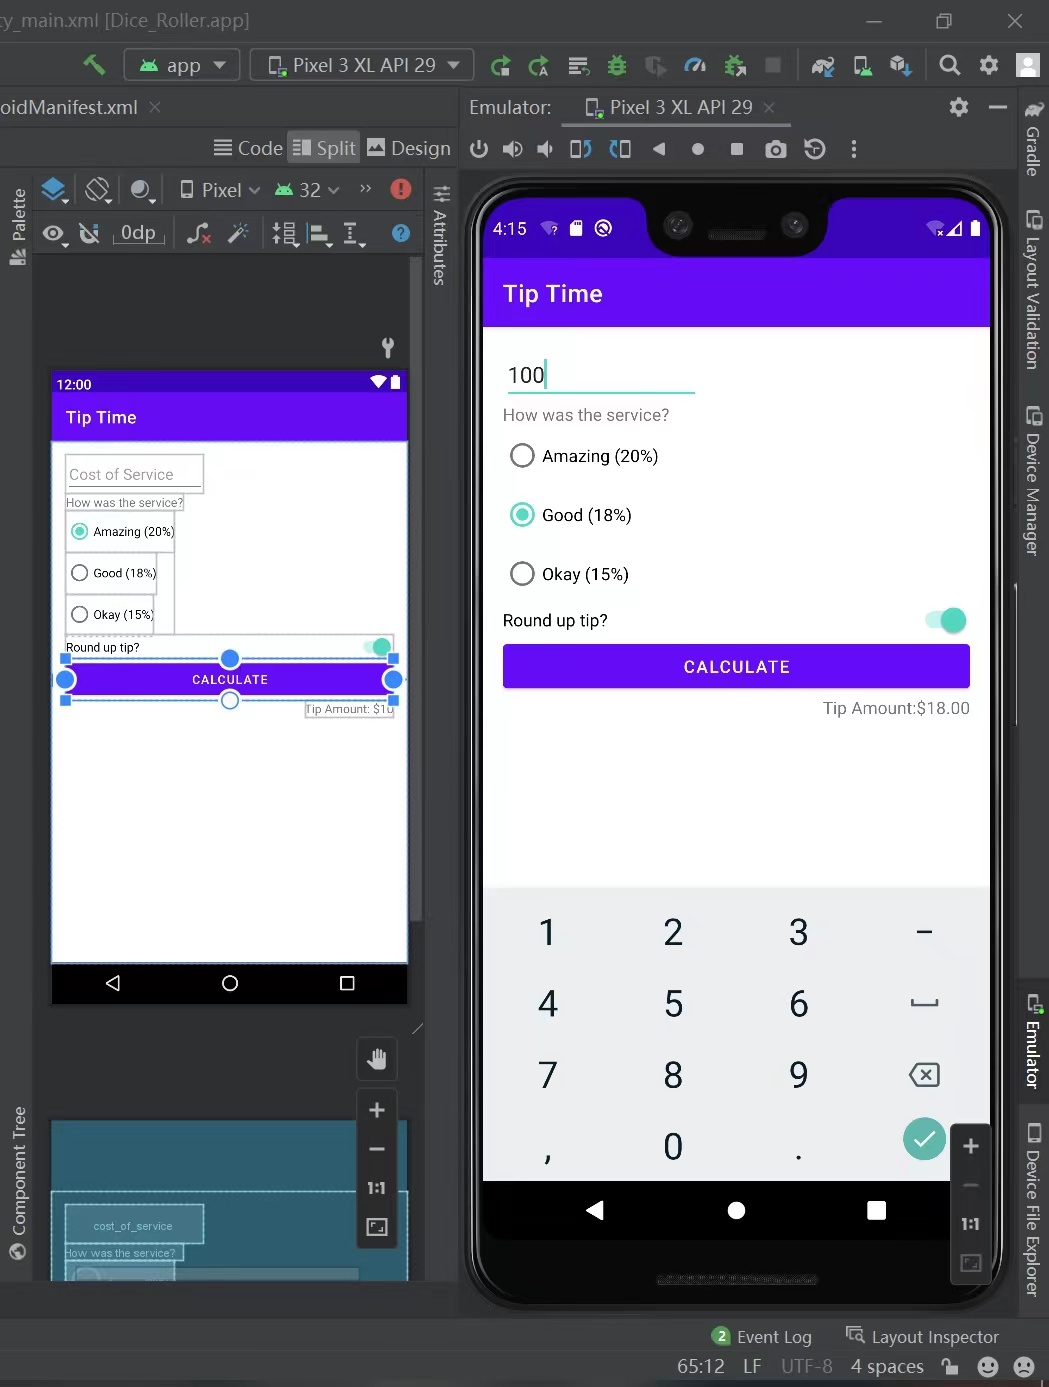 ty_main.xml [Dice_Roller.app]
app
Pixel 3 XL API 29
oidManifest.xml
Emulator:
Pixel 3 XL API 29
Code
Split
Design
Palette
Pixel
32
0dp
Attributes
Gradle
Layout Validation
Device Manager
Emulator
Device File Explorer
Component Tree
12:00
Tip Time
Cost of Service
How was the service?
Amazing (20%)
Good (18%)
Okay (15%)
Round up tip?
CALCULATE
Tip Amount: $10
1:1
cost_of_service
How was the service?
4:15
Tip Time
100
How was the service?
Amazing (20%)
Good (18%)
Okay (15%)
Round up tip?
CALCULATE
Tip Amount:$18.00
1 2 3 -
4 5 6
7 8 9
, 0 .
1:1
2 Event Log
Layout Inspector
65:12 LF UTF-8 4 spaces